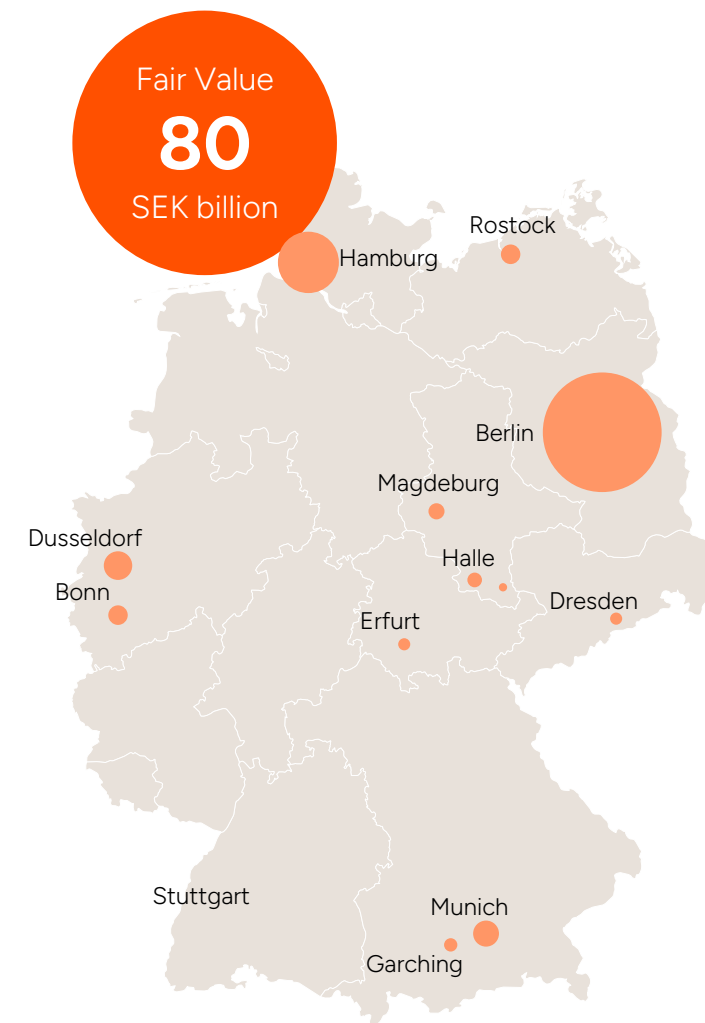 Fair Value
80
SEK billion
Rostock
Hamburg
Berlin
Magdeburg
Dusseldorf
Halle
Bonn
Dresden
Erfurt
Stuttgart
Munich
Garching